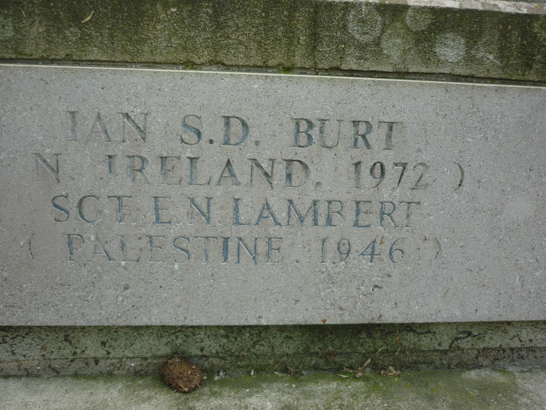 IAN S.D. BURT
N. IRELAND. 1972 )
SGT E N LAMBERT
( PALESTINE 1946 )